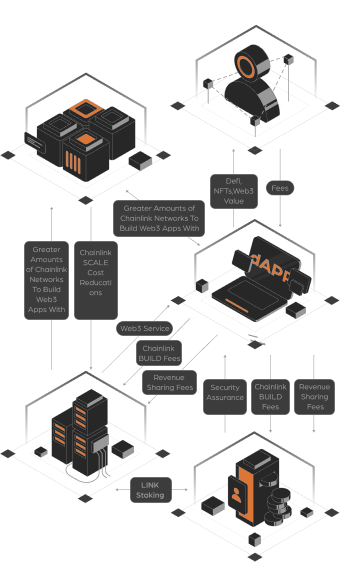 Defi,
NFTs,Web3
Value
Fees
Greater Amounts of
Chainlink Networks To
Build Web3 Apps With
Greater
Amounts
of Chainlink
Networks
To Build
Web3
Apps With
Chainlink
SCALE
Cost
Reducati
ons
dAPP
Web3 Service
Chainlink
BUILD Fees
Revenue
Sharing Fees
Security
Assurance
Chainlink
BUILD
Fees
Revenue
Sharing
Fees
LINK
Staking